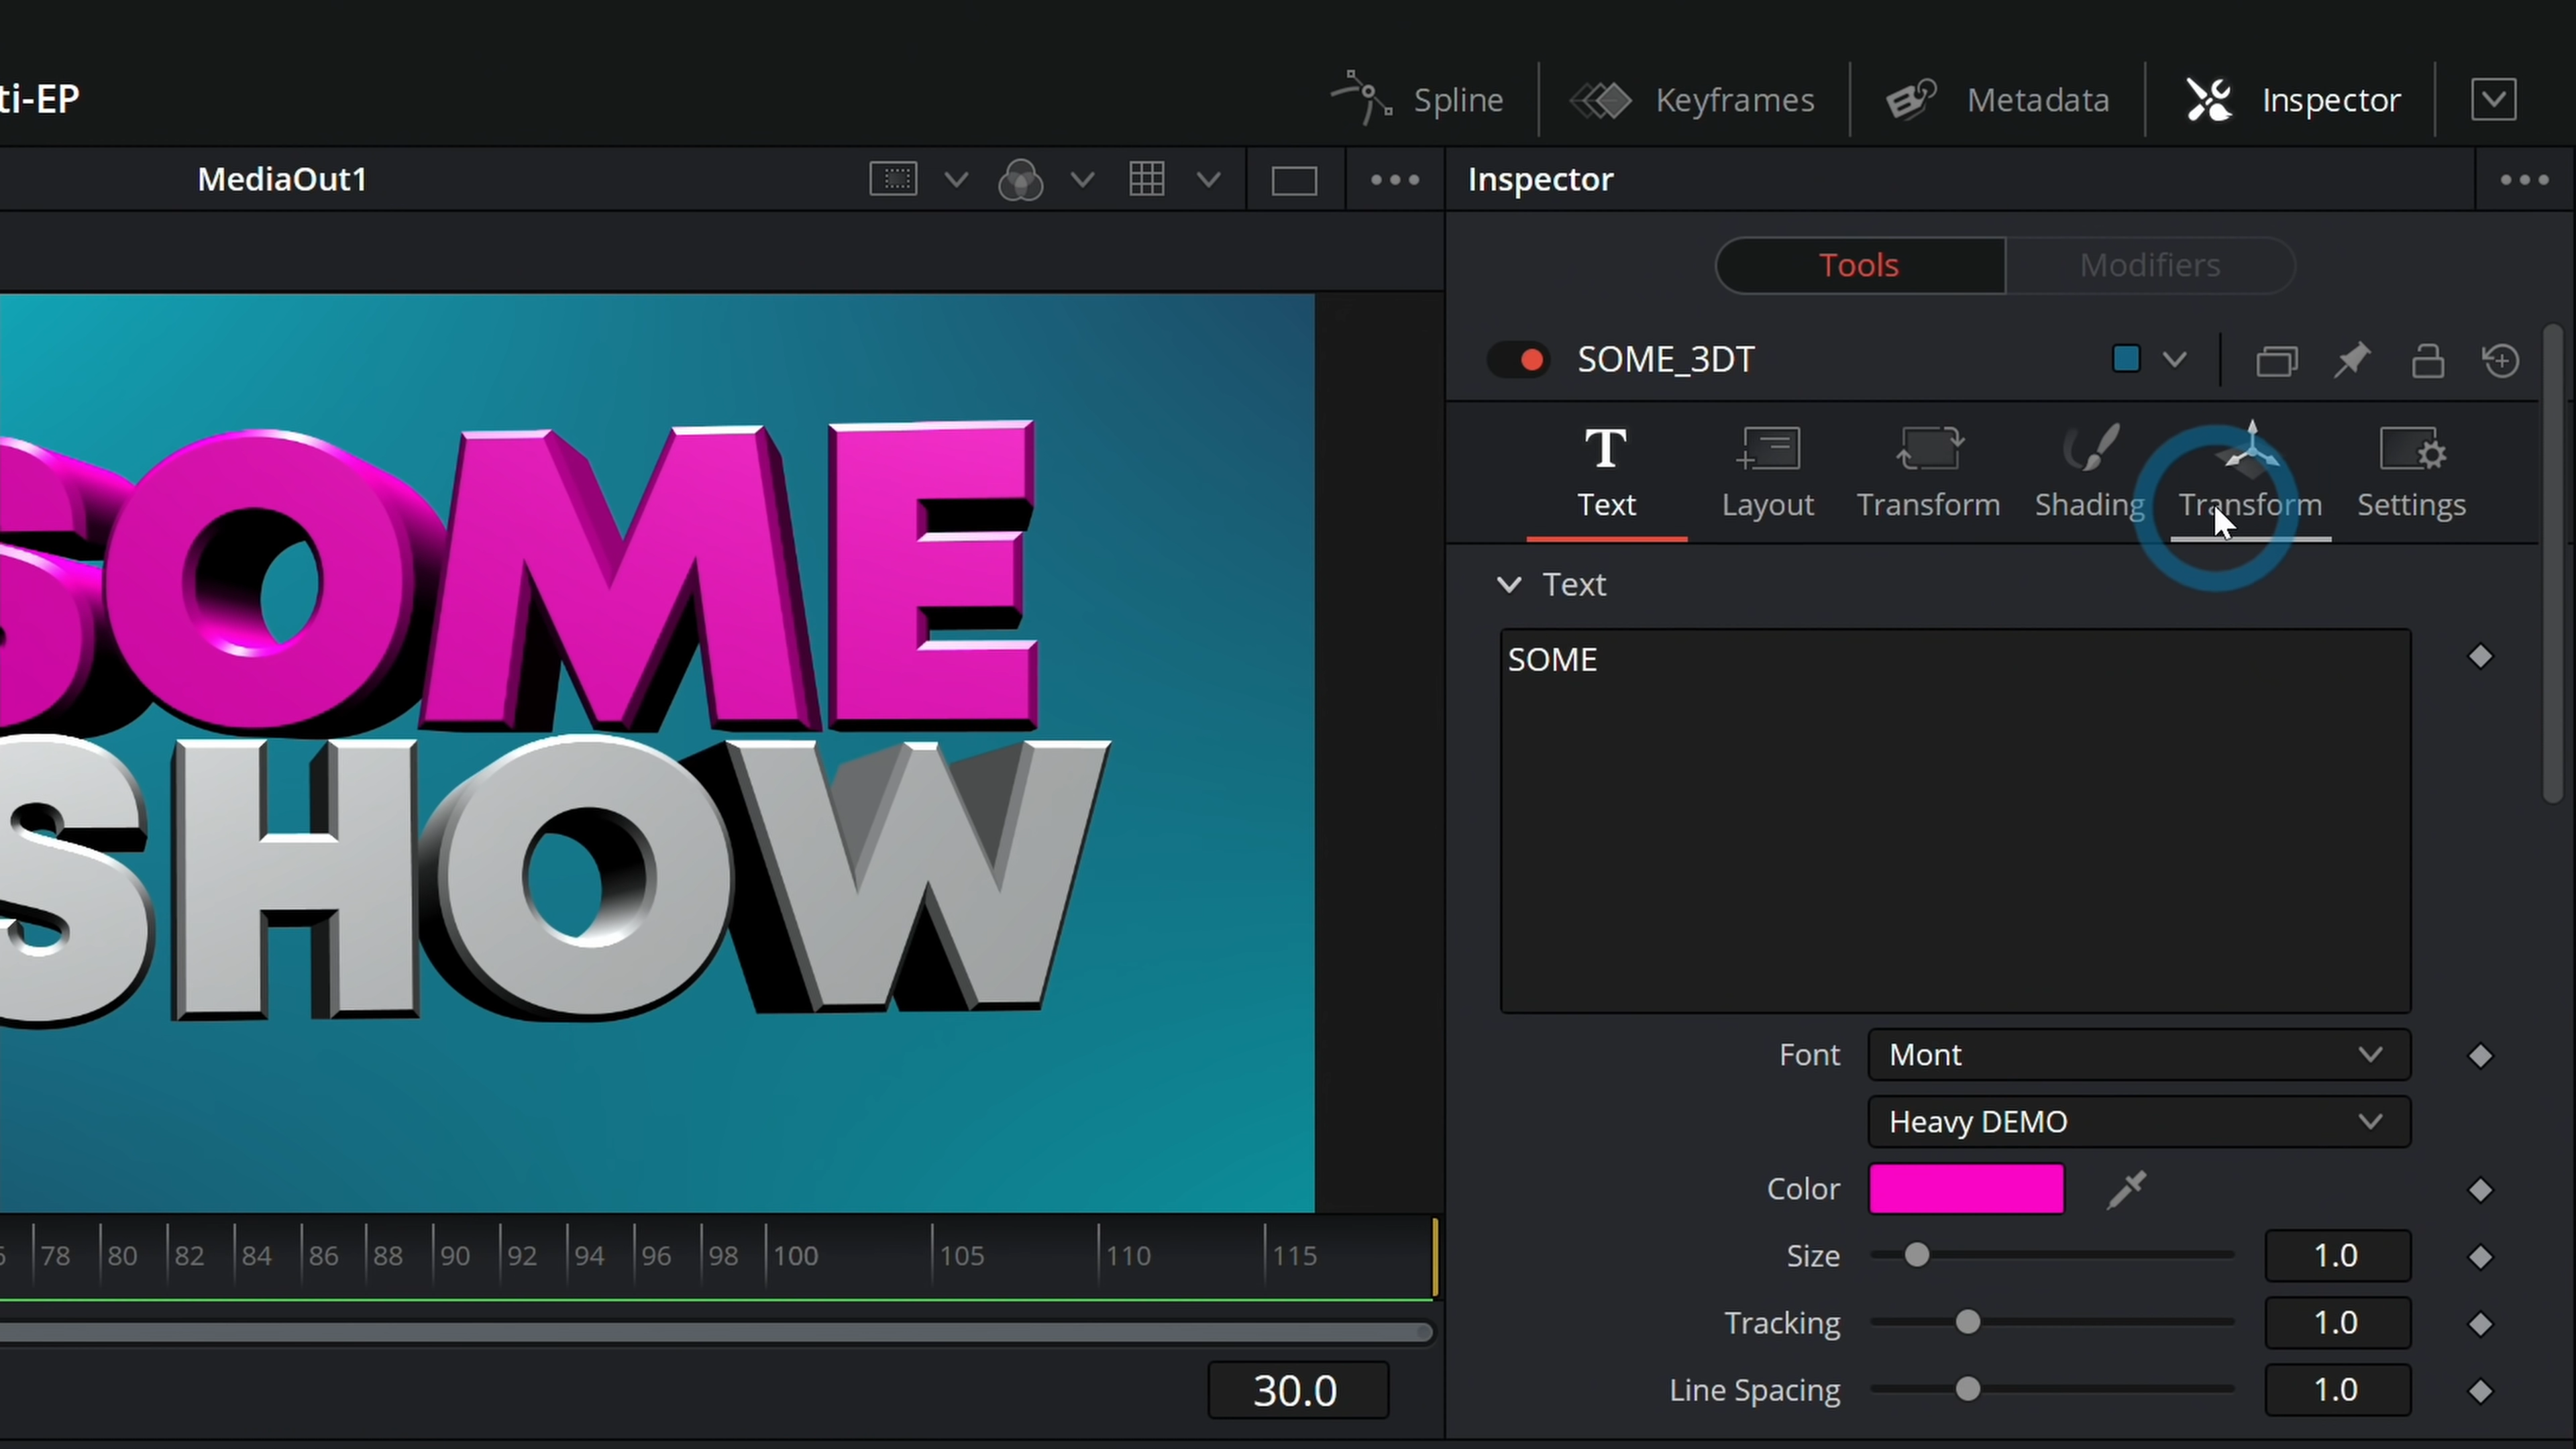 ti-EP
Spline
Keyframes
Metadata
Inspector
MediaOut1
Inspector
Tools
Modifiers
SOME_3DT
Text
Layout
Transform
Shading
Transform
Settings
Text
SOME
SOME
SHOW
Font
Mont
Heavy DEMO
Color
Size
1.0
Tracking
1.0
Line Spacing
1.0
78 80 82 84 86 88 90 92 94 96 98 100 105 110 115
30.0